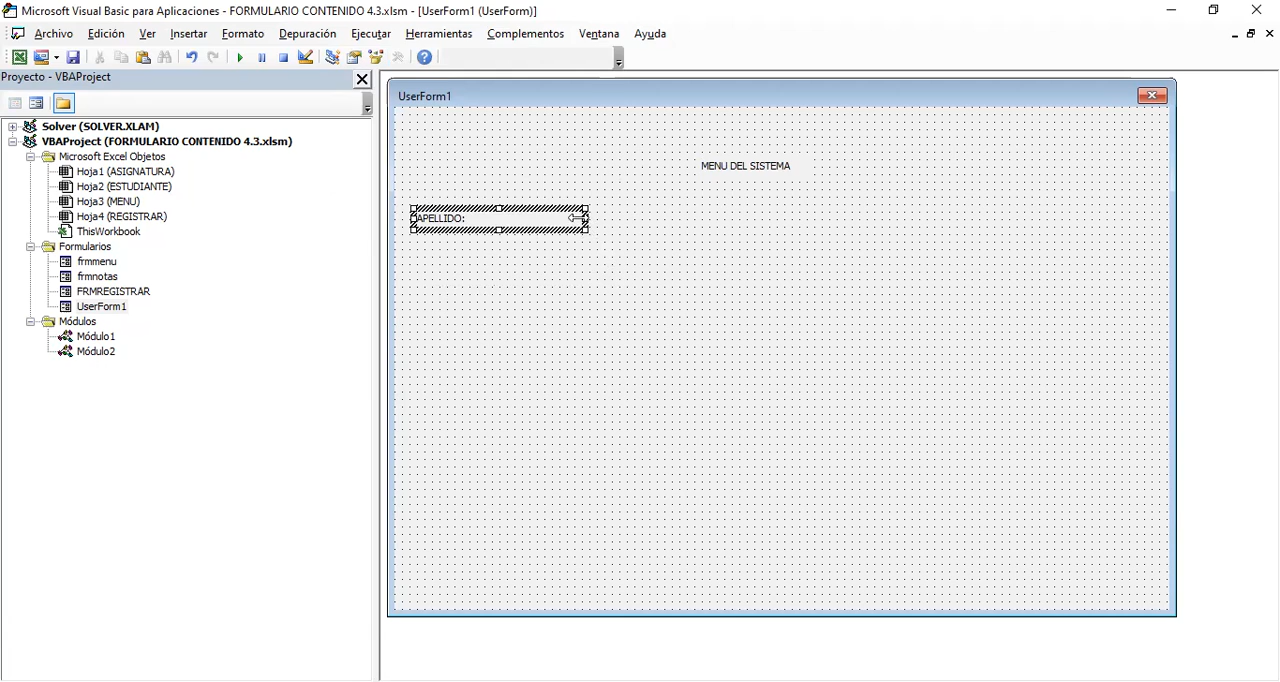 Microsoft Visual Basic para Aplicaciones - FORMULARIO CONTENIDO 4.3.xlsm - [UserForm1 (UserForm)]
Archivo Edición Ver Insertar Formato Depuración Ejecutar Herramientas Complementos Ventana Ayuda
Proyecto - VBAProject
Solver (SOLVER.XLAM)
VBAProject (FORMULARIO CONTENIDO 4.3.xlsm)
Microsoft Excel Objetos
Hoja1 (ASIGNATURA)
Hoja2 (ESTUDIANTE)
Hoja3 (MENU)
Hoja4 (REGISTRAR)
ThisWorkbook
Formularios
frmmenu
frmnotas
FRMREGISTRAR
UserForm1
Módulos
Módulo1
Módulo2
UserForm1
MENU DEL SISTEMA
APELLIDO: